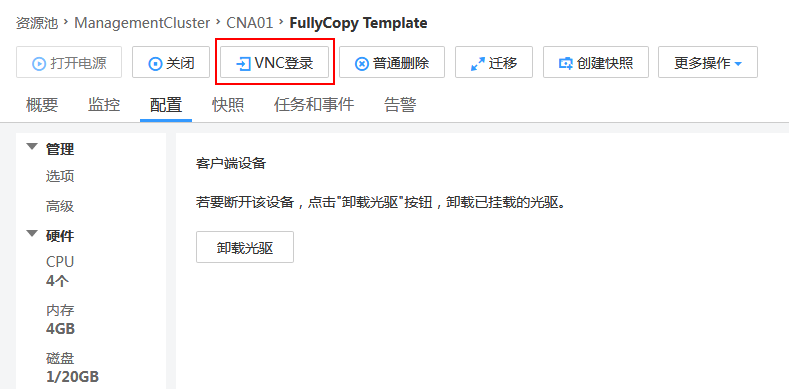 资源池 > ManagementCluster > CNA01 > FullyCopy Template
打开电源 关闭 VNC登录 普通删除 迁移 创建快照 更多操作
概要 监控 配置 快照 任务和事件 告警
管理
选项
高级
硬件
CPU
4个
内存
4GB
磁盘
1/20GB
客户端设备
若要断开该设备，点击"卸载光驱"按钮，卸载已挂载的光驱。
卸载光驱